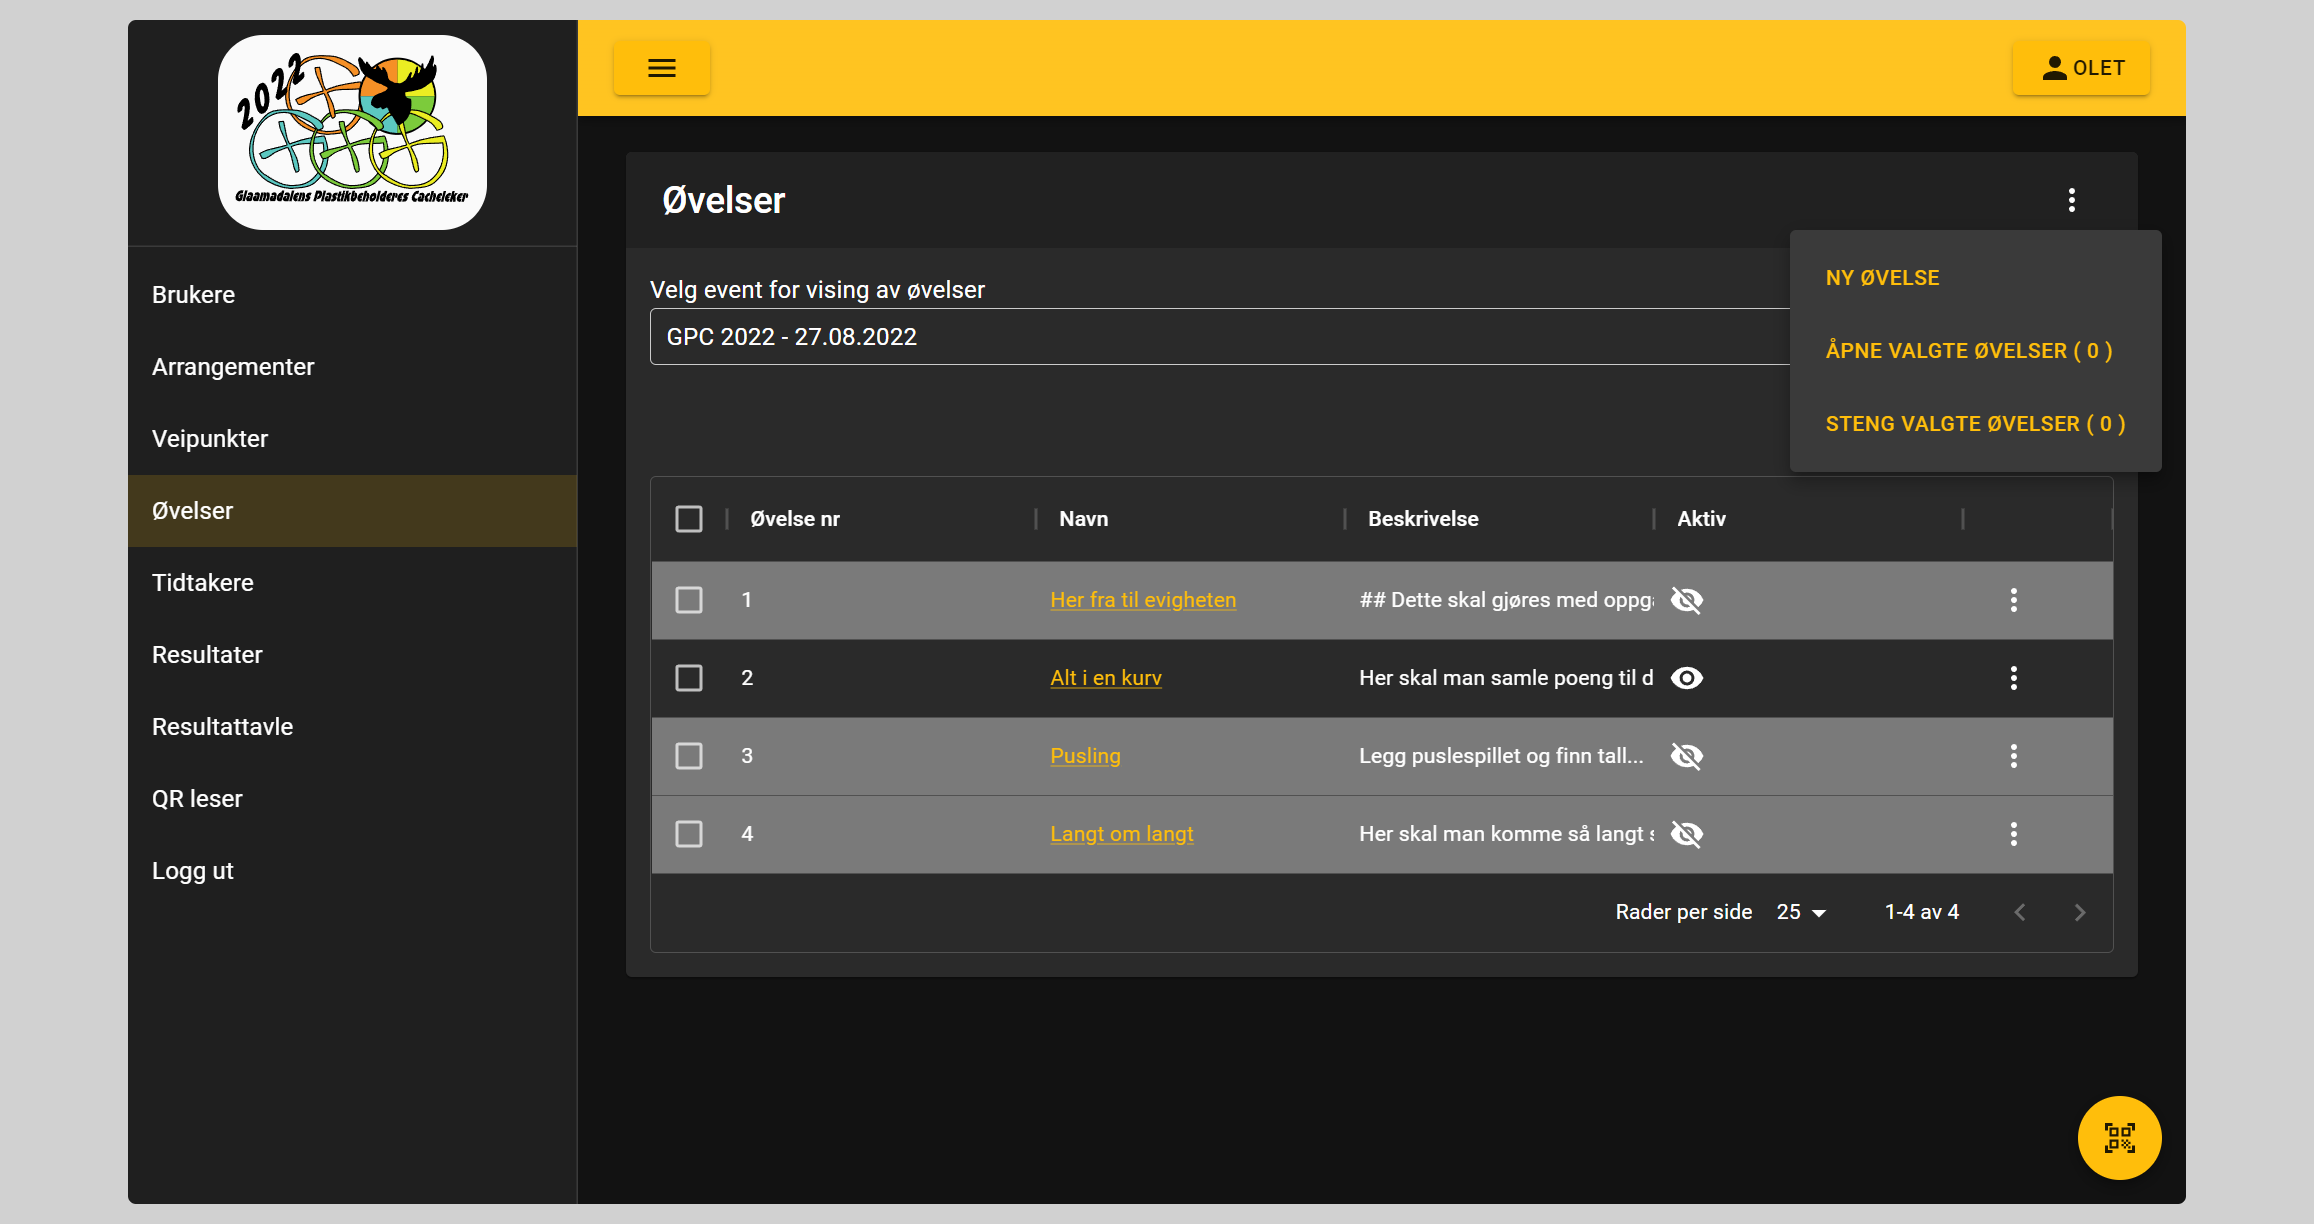 2022
Glaamadalens Plastikbeholderes Cacheleker
Brukere
Arrangementer
Veipunkter
Øvelser
Tidtakere
Resultater
Resultattavle
QR leser
Logg ut
OLET
Øvelser
NY ØVELSE
ÅPNE VALGTE ØVELSER ( 0 )
STENG VALGTE ØVELSER ( 0 )
Velg event for vising av øvelser
GPC 2022 - 27.08.2022
Øvelse nr Navn Beskrivelse Aktiv
1 Her fra til evigheten ## Dette skal gjøres med oppg
2 Alt i en kurv Her skal man samle poeng til d
3 Pusling Legg puslespillet og finn tall...
4 Langt om langt Her skal man komme så langt s
Rader per side 25 1-4 av 4